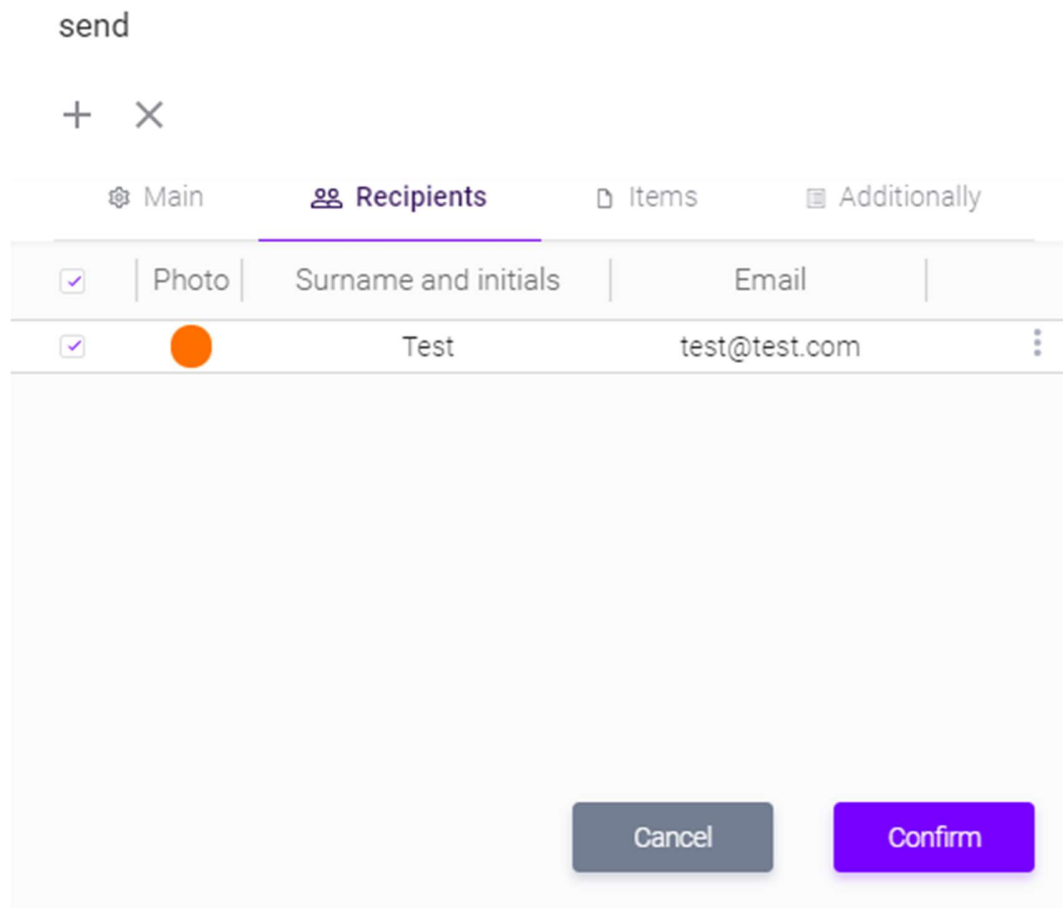 send
Main Recipients Items Additionally
Photo Surname and initials Email
Test test@test.com
Cancel Confirm